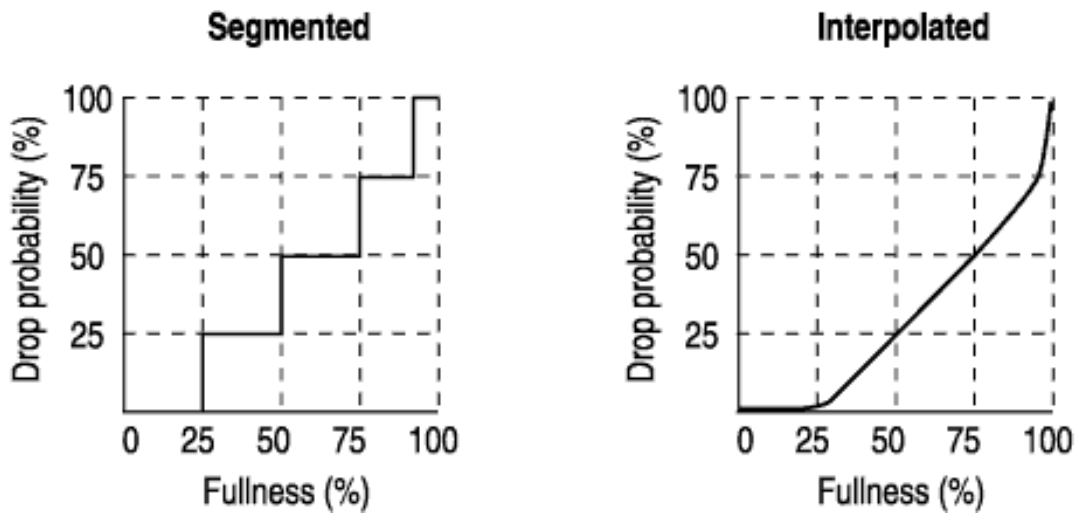 Segmented
Drop probability (%)
100
75
50
25
0 25 50 75 100
Fullness (%)
Interpolated
Drop probability (%)
100
75
50
25
0 25 50 75 100
Fullness (%)